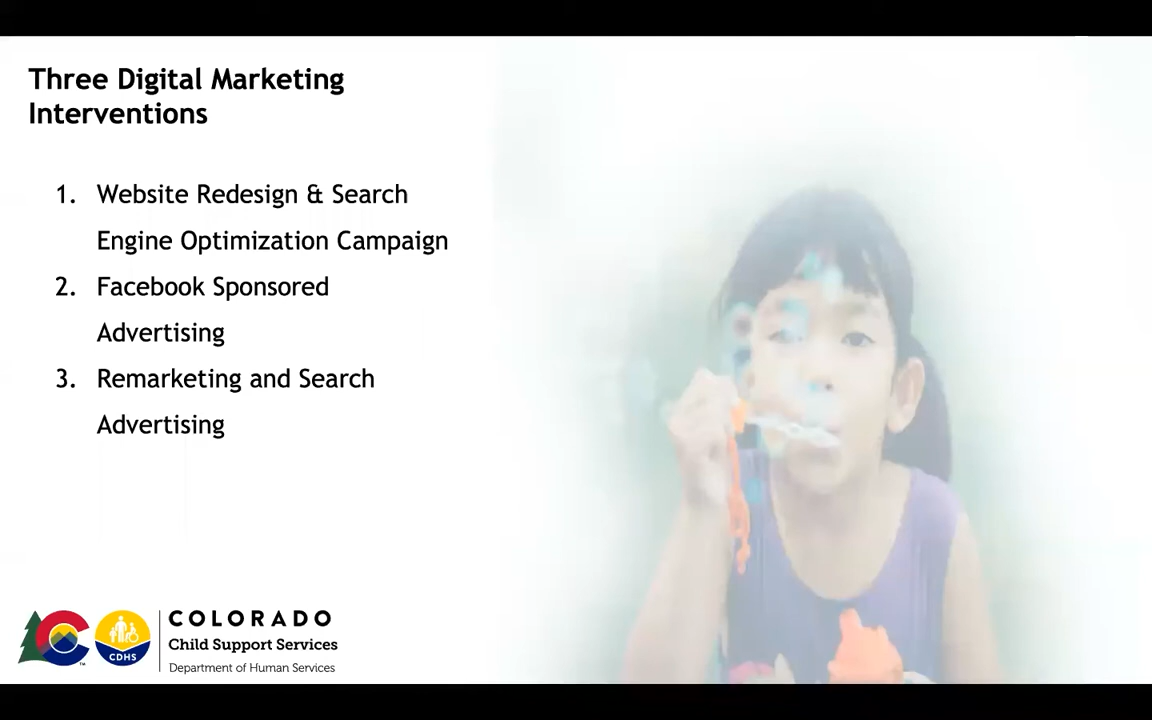 Three Digital Marketing
Interventions
1. Website Redesign & Search
Engine Optimization Campaign
2. Facebook Sponsored
Advertising
3. Remarketing and Search
Advertising
CDHS
COLORADO
Child Support Services
Department of Human Services